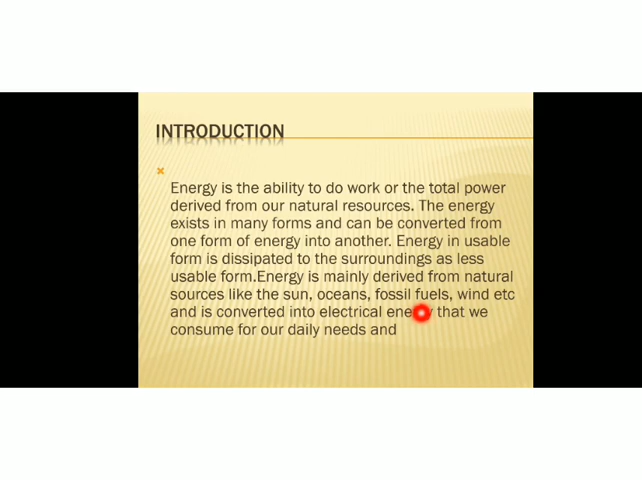 INTRODUCTION
Energy is the ability to do work or the total power
derived from our natural resources. The energy
exists in many forms and can be converted from
one form of energy into another. Energy in usable
form is dissipated to the surroundings as less
usable form.Energy is mainly derived from natural
sources like the sun, oceans, fossil fuels, wind etc
and is converted into electrical energy that we
consume for our daily needs and